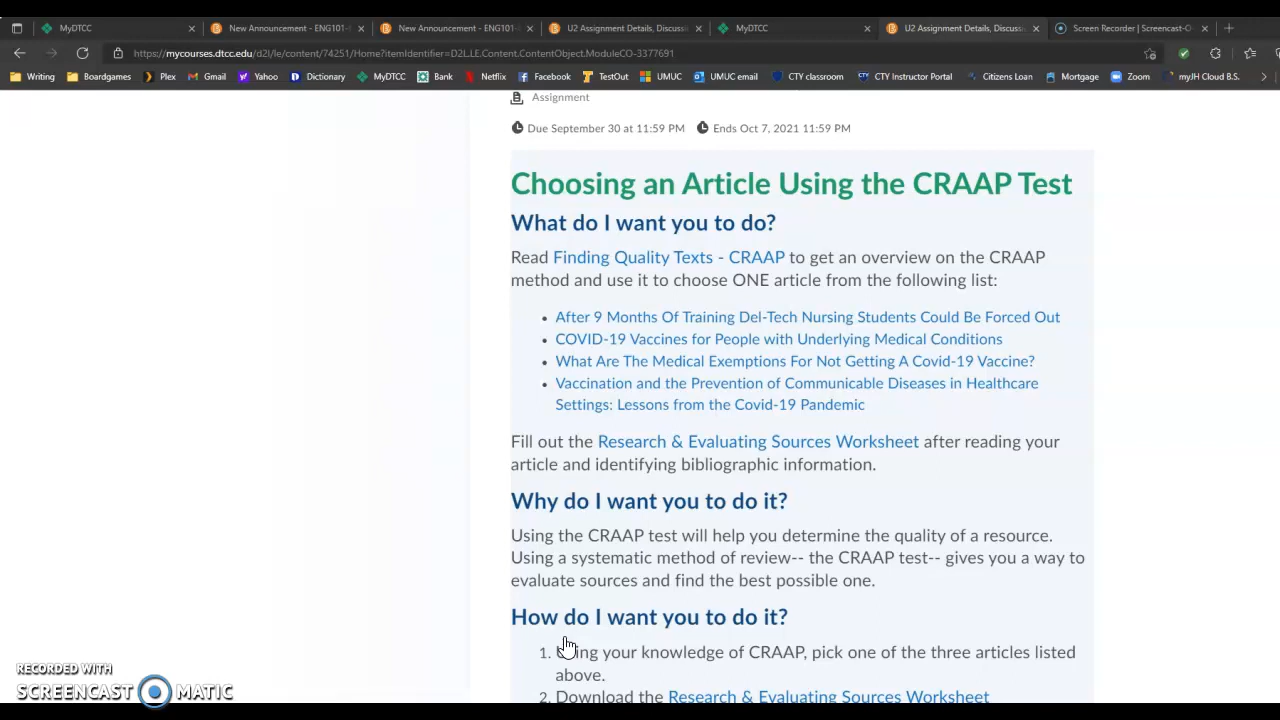 MyDTCC
New Announcement - ENG101-
New Announcement - ENG101-
U2 Assignment Details, Discussi
MyDTCC
U2 Assignment Details, Discussi
Screen Recorder | Screencast-O-
https://mycourses.dtcc.edu/d2l/le/content/74251/Home?itemIdentifier=D2L.LE.Content.ContentObject.ModuleCO-3377691
Writing Boardgames Plex Gmail Yahoo Dictionary MyDTCC Bank Netflix Facebook TestOut UMUC UMUC email CTY classroom CTY Instructor Portal Citizens Loan Mortgage Zoom myJH Cloud B.S.
Assignment
Due September 30 at 11:59 PM Ends Oct 7, 2021 11:59 PM
Choosing an Article Using the CRAAP Test
What do I want you to do?
Read Finding Quality Texts - CRAAP to get an overview on the CRAAP
method and use it to choose ONE article from the following list:
• After 9 Months Of Training Del-Tech Nursing Students Could Be Forced Out
• COVID-19 Vaccines for People with Underlying Medical Conditions
• What Are The Medical Exemptions For Not Getting A Covid-19 Vaccine?
• Vaccination and the Prevention of Communicable Diseases in Healthcare
Settings: Lessons from the Covid-19 Pandemic
Fill out the Research & Evaluating Sources Worksheet after reading your
article and identifying bibliographic information.
Why do I want you to do it?
Using the CRAAP test will help you determine the quality of a resource.
Using a systematic method of review-- the CRAAP test-- gives you a way to
evaluate sources and find the best possible one.
How do I want you to do it?
1. Using your knowledge of CRAAP, pick one of the three articles listed
above.
2. Download the Research & Evaluating Sources Worksheet
RECORDED WITH
SCREENCAST MATIC